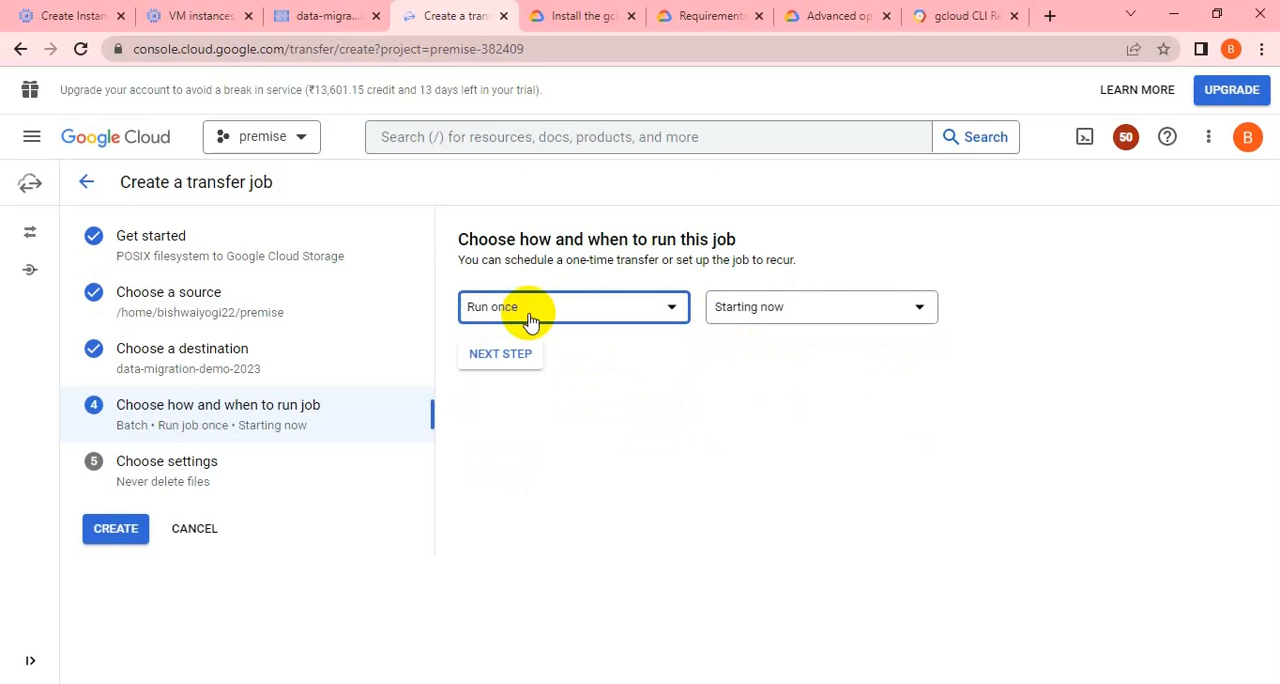 Create Instan
VM instances
data-migra...
Create a trans
Install the gcl
Requirements
Advanced op
gcloud CLI Re
console.cloud.google.com/transfer/create?project=premise-382409
B
Upgrade your account to avoid a break in service (₹13,601.15 credit and 13 days left in your trial).
LEARN MORE
UPGRADE
Google Cloud
premise
Search (/) for resources, docs, products, and more
Search
50
B
Create a transfer job
Get started
POSIX filesystem to Google Cloud Storage
Choose a source
/home/bishwaiyogi22/premise
Choose a destination
data-migration-demo-2023
4
Choose how and when to run job
Batch • Run job once • Starting now
5
Choose settings
Never delete files
CREATE
CANCEL
Choose how and when to run this job
You can schedule a one-time transfer or set up the job to recur.
Run once
Starting now
NEXT STEP